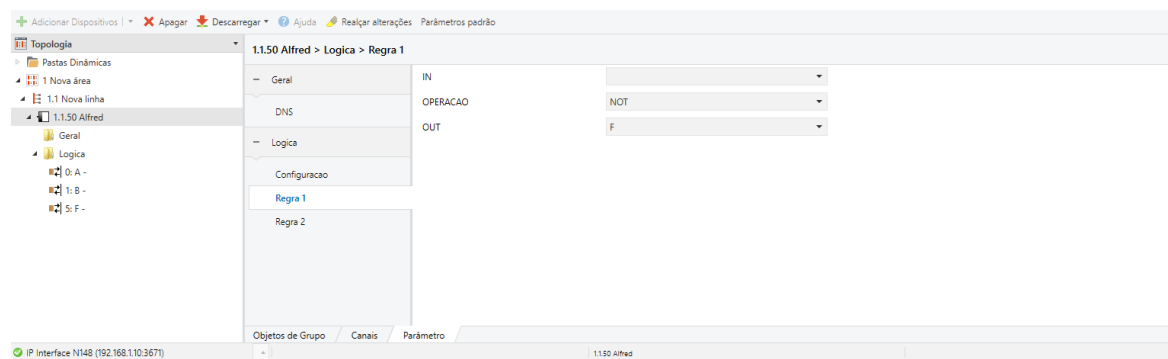 Adicionar Dispositivos Apagar Descarregar Ajuda Realçar alterações Parâmetros padrão
Topologia
Pastas Dinâmicas
1 Nova área
1.1 Nova linha
1.1.50 Alfred
Geral
Logica
0: A -
1: B -
5: F -
1.1.50 Alfred > Logica > Regra 1
Geral
DNS
Logica
Configuracao
Regra 1
Regra 2
IN
OPERACAO NOT
OUT F
Objetos de Grupo Canais Parâmetro
IP Interface N148 (192.168.1.10:3671) 1.1.50 Alfred